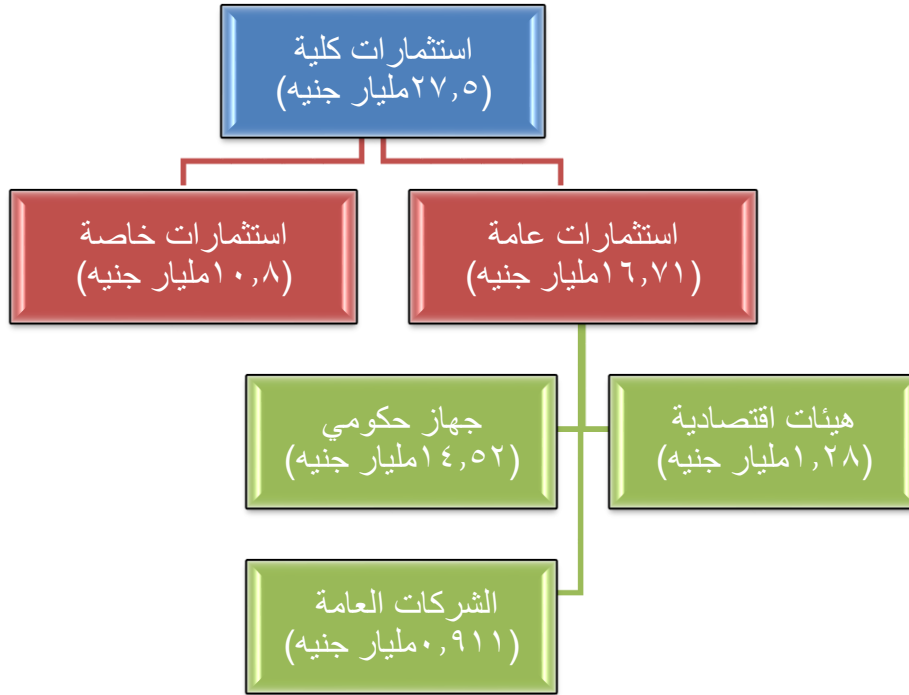 استثمارات كلية
(٢٧,٥مليار جنيه)
استثمارات عامة
(١٦,٧١مليار جنيه)
استثمارات خاصة
(١٠,٨مليار جنيه)
هيئات اقتصادية
(١,٢٨مليار جنيه)
جهاز حكومي
(١٤,٥٢مليار جنيه)
الشركات العامة
(٠,٩١١مليار جنيه)